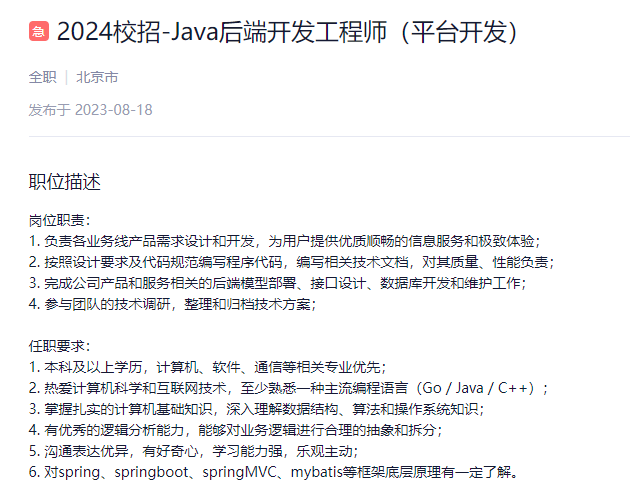 急 2024校招-Java后端开发工程师（平台开发）
全职 | 北京市
发布于 2023-08-18
职位描述
岗位职责：
1. 负责各业务线产品需求设计和开发，为用户提供优质顺畅的信息服务和极致体验；
2. 按照设计要求及代码规范编写程序代码，编写相关技术文档，对其质量、性能负责；
3. 完成公司产品和服务相关的后端模型部署、接口设计、数据库开发和维护工作；
4. 参与团队的技术调研，整理和归档技术方案；
任职要求：
1. 本科及以上学历，计算机、软件、通信等相关专业优先；
2. 热爱计算机科学和互联网技术，至少熟悉一种主流编程语言（Go / Java / C++）；
3. 掌握扎实的计算机基础知识，深入理解数据结构、算法和操作系统知识；
4. 有优秀的逻辑分析能力，能够对业务逻辑进行合理的抽象和拆分；
5. 沟通表达优异，有好奇心，学习能力强，乐观主动；
6. 对spring、springboot、springMVC、mybatis等框架底层原理有一定了解。